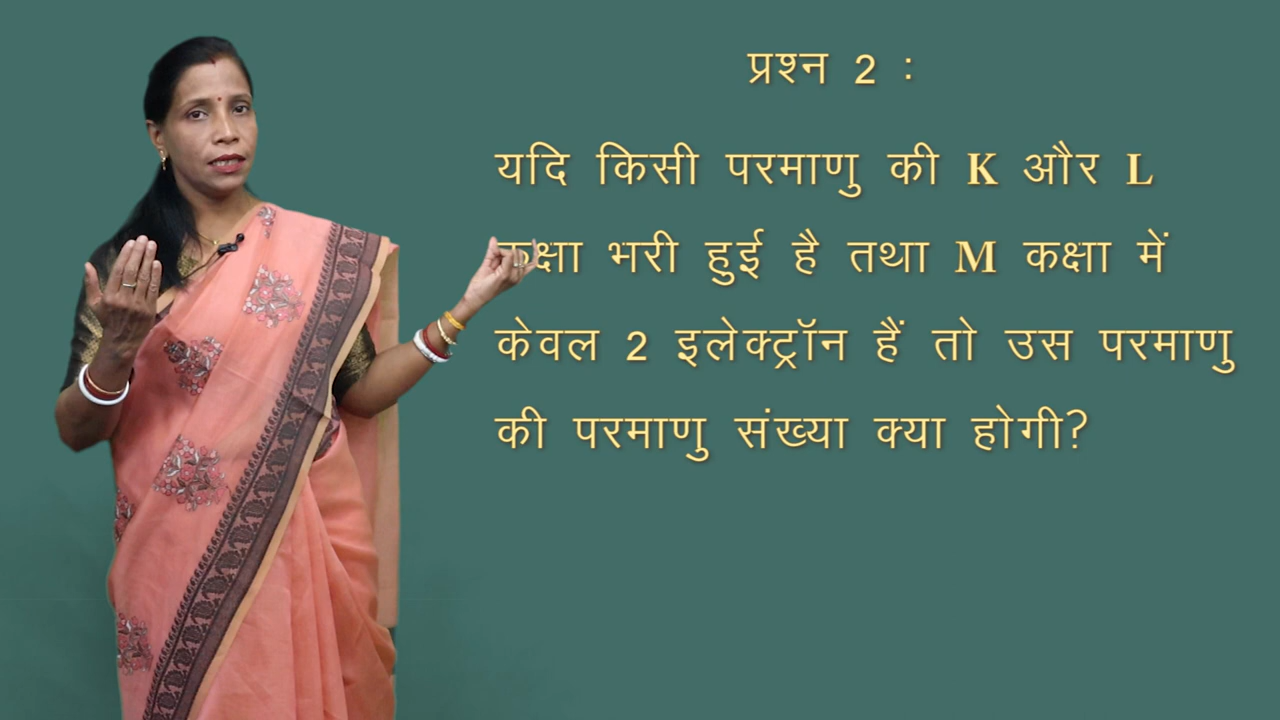 प्रश्न 2 :
यदि किसी परमाणु की K और L
कक्षा भरी हुई है तथा M कक्षा में
केवल 2 इलेक्ट्रॉन हैं तो उस परमाणु
की परमाणु संख्या क्या होगी?